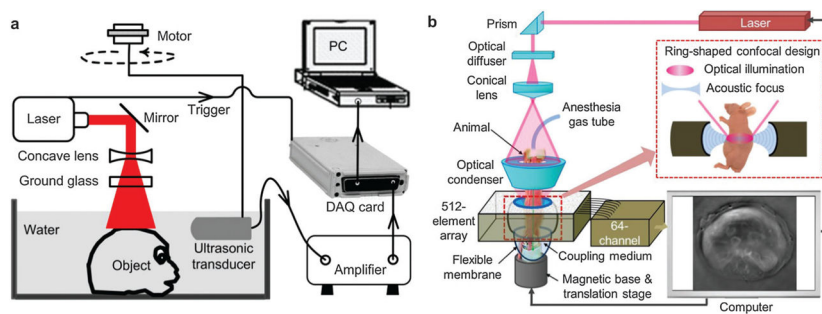 a
Motor
PC
Trigger
Laser
Mirror
Concave lens
Ground glass
DAQ card
Water
Ultrasonic
transducer
Object
Amplifier
b
Prism
Laser
Optical
diffuser
Conical
lens
Anesthesia
gas tube
Animal
Optical
condenser
512-
element
array
64-
channel
Flexible
membrane
Coupling medium
Magnetic base &
translation stage
Computer
Ring-shaped confocal design
Optical illumination
Acoustic focus